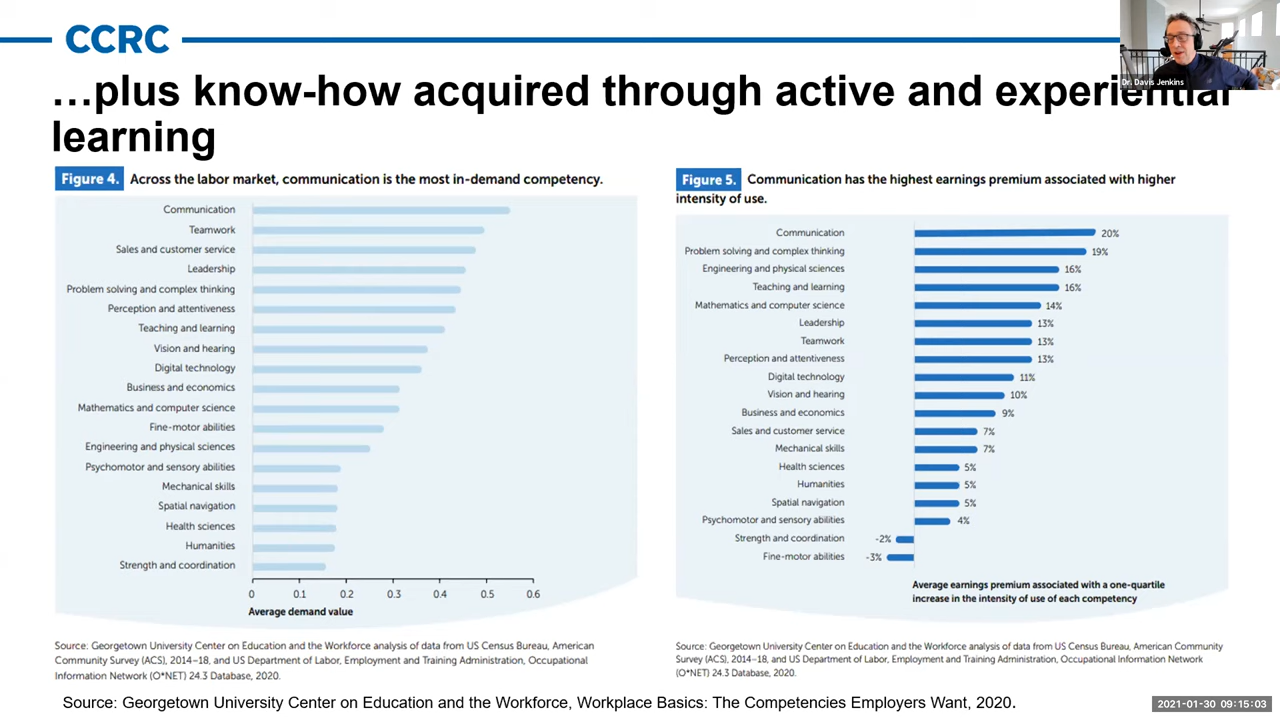 CCRC
Dr. Davis Jenkins
…plus know-how acquired through active and experiential
learning
Figure 4. Across the labor market, communication is the most in-demand competency.
Communication
Teamwork
Sales and customer service
Leadership
Problem solving and complex thinking
Perception and attentiveness
Teaching and learning
Vision and hearing
Digital technology
Business and economics
Mathematics and computer science
Fine-motor abilities
Engineering and physical sciences
Psychomotor and sensory abilities
Mechanical skills
Spatial navigation
Health sciences
Humanities
Strength and coordination
0 0.1 0.2 0.3 0.4 0.5 0.6
Average demand value
Source: Georgetown University Center on Education and the Workforce analysis of data from US Census Bureau, American
Community Survey (ACS), 2014–18, and US Department of Labor, Employment and Training Administration, Occupational
Information Network (O*NET) 24.3 Database, 2020.
Figure 5. Communication has the highest earnings premium associated with higher
intensity of use.
Communication 20%
Problem solving and complex thinking 19%
Engineering and physical sciences 16%
Teaching and learning 16%
Mathematics and computer science 14%
Leadership 13%
Teamwork 13%
Perception and attentiveness 13%
Digital technology 11%
Vision and hearing 10%
Business and economics 9%
Sales and customer service 7%
Mechanical skills 7%
Health sciences 5%
Humanities 5%
Spatial navigation 5%
Psychomotor and sensory abilities 4%
Strength and coordination -2%
Fine-motor abilities -3%
Average earnings premium associated with a one-quartile
increase in the intensity of use of each competency
Source: Georgetown University Center on Education and the Workforce analysis of data from US Census Bureau, American Community
Survey (ACS), 2014–18, and US Department of Labor, Employment and Training Administration, Occupational Information Network
(O*NET) 24.3 Database, 2020.
Source: Georgetown University Center on Education and the Workforce, Workplace Basics: The Competencies Employers Want, 2020.
2021-01-30 09:15:03